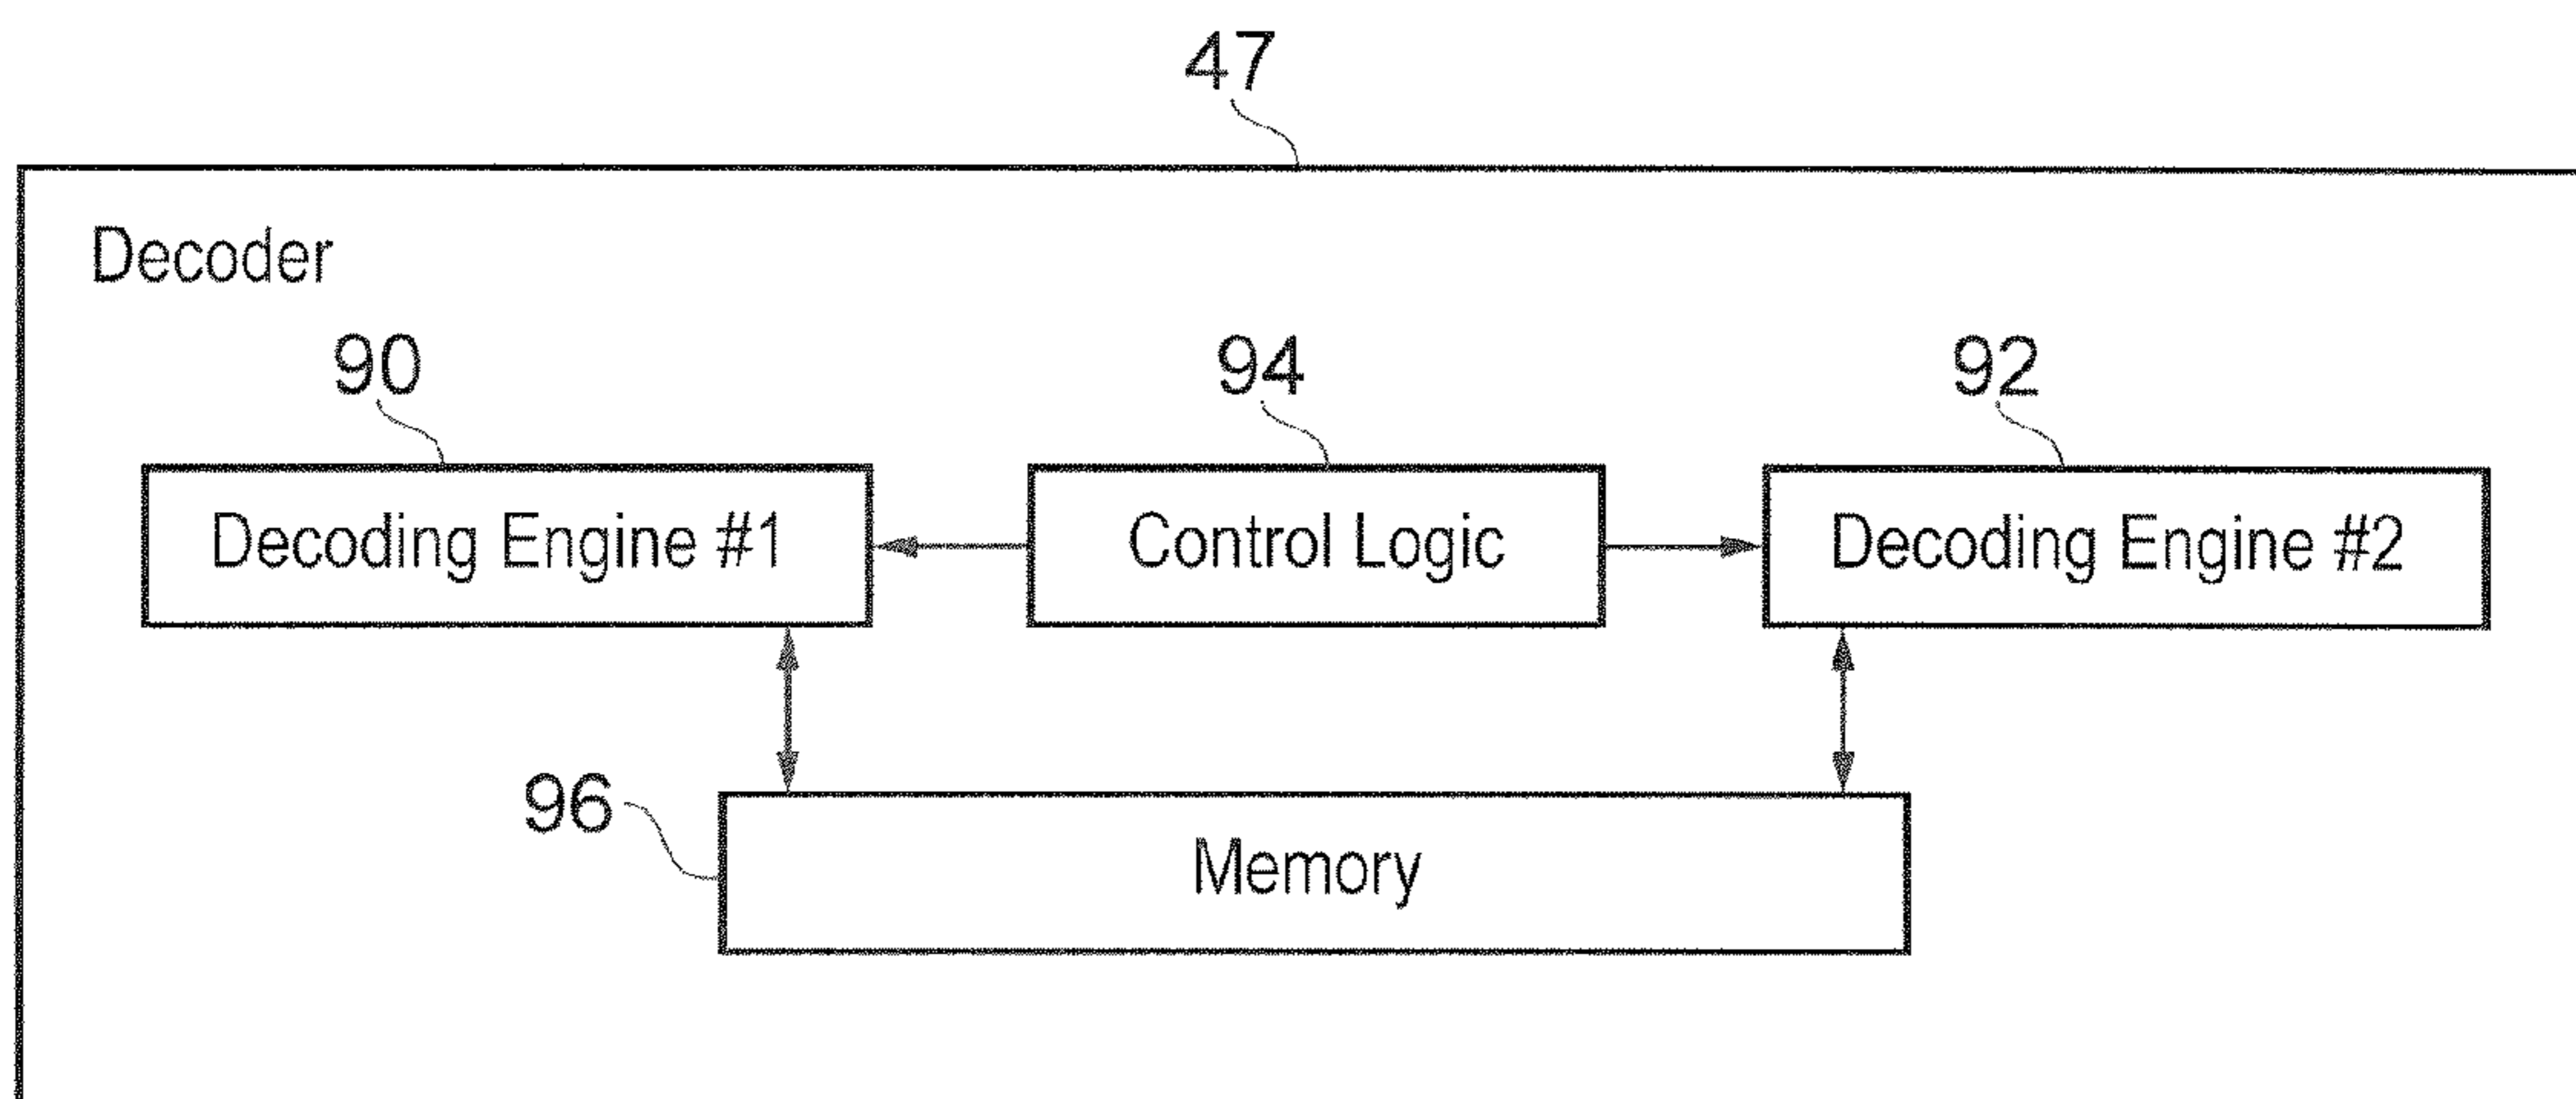 47
Decoder
90
94
92
Decoding Engine #1
Control Logic
Decoding Engine #2
96
Memory